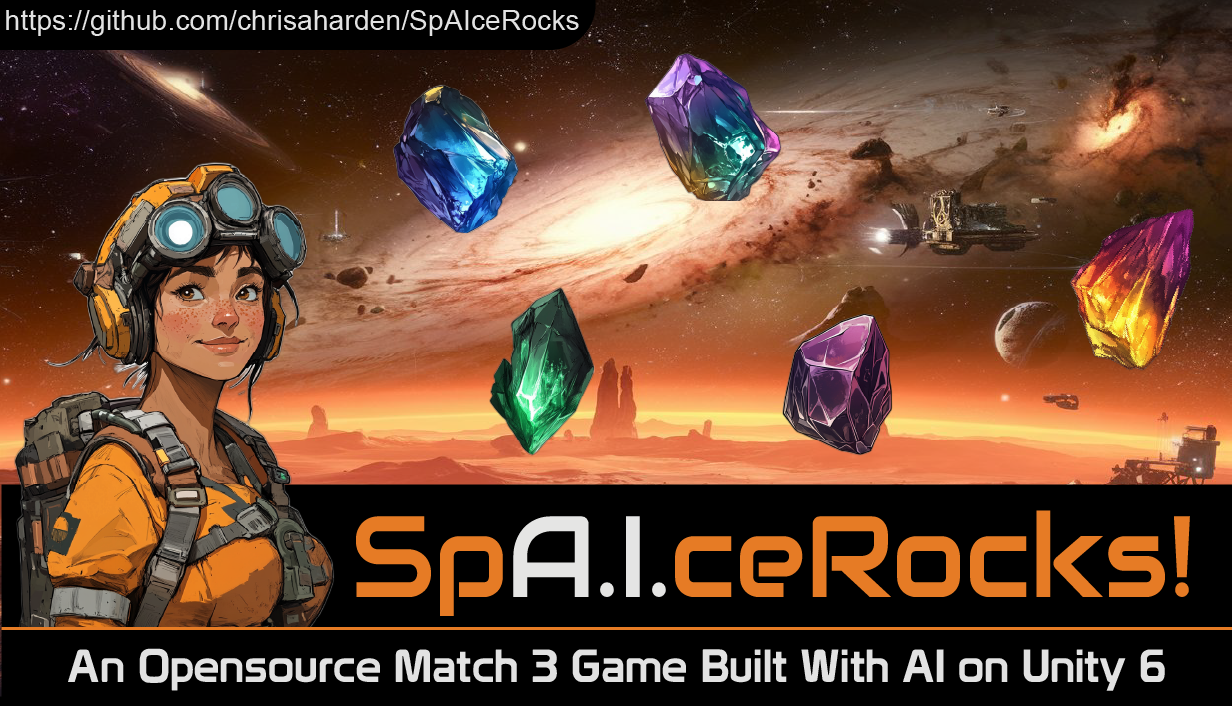 https://github.com/chrisaharden/SpAIceRocks
SpA.I.ceRocks!
An Opensource Match 3 Game Built With AI on Unity 6